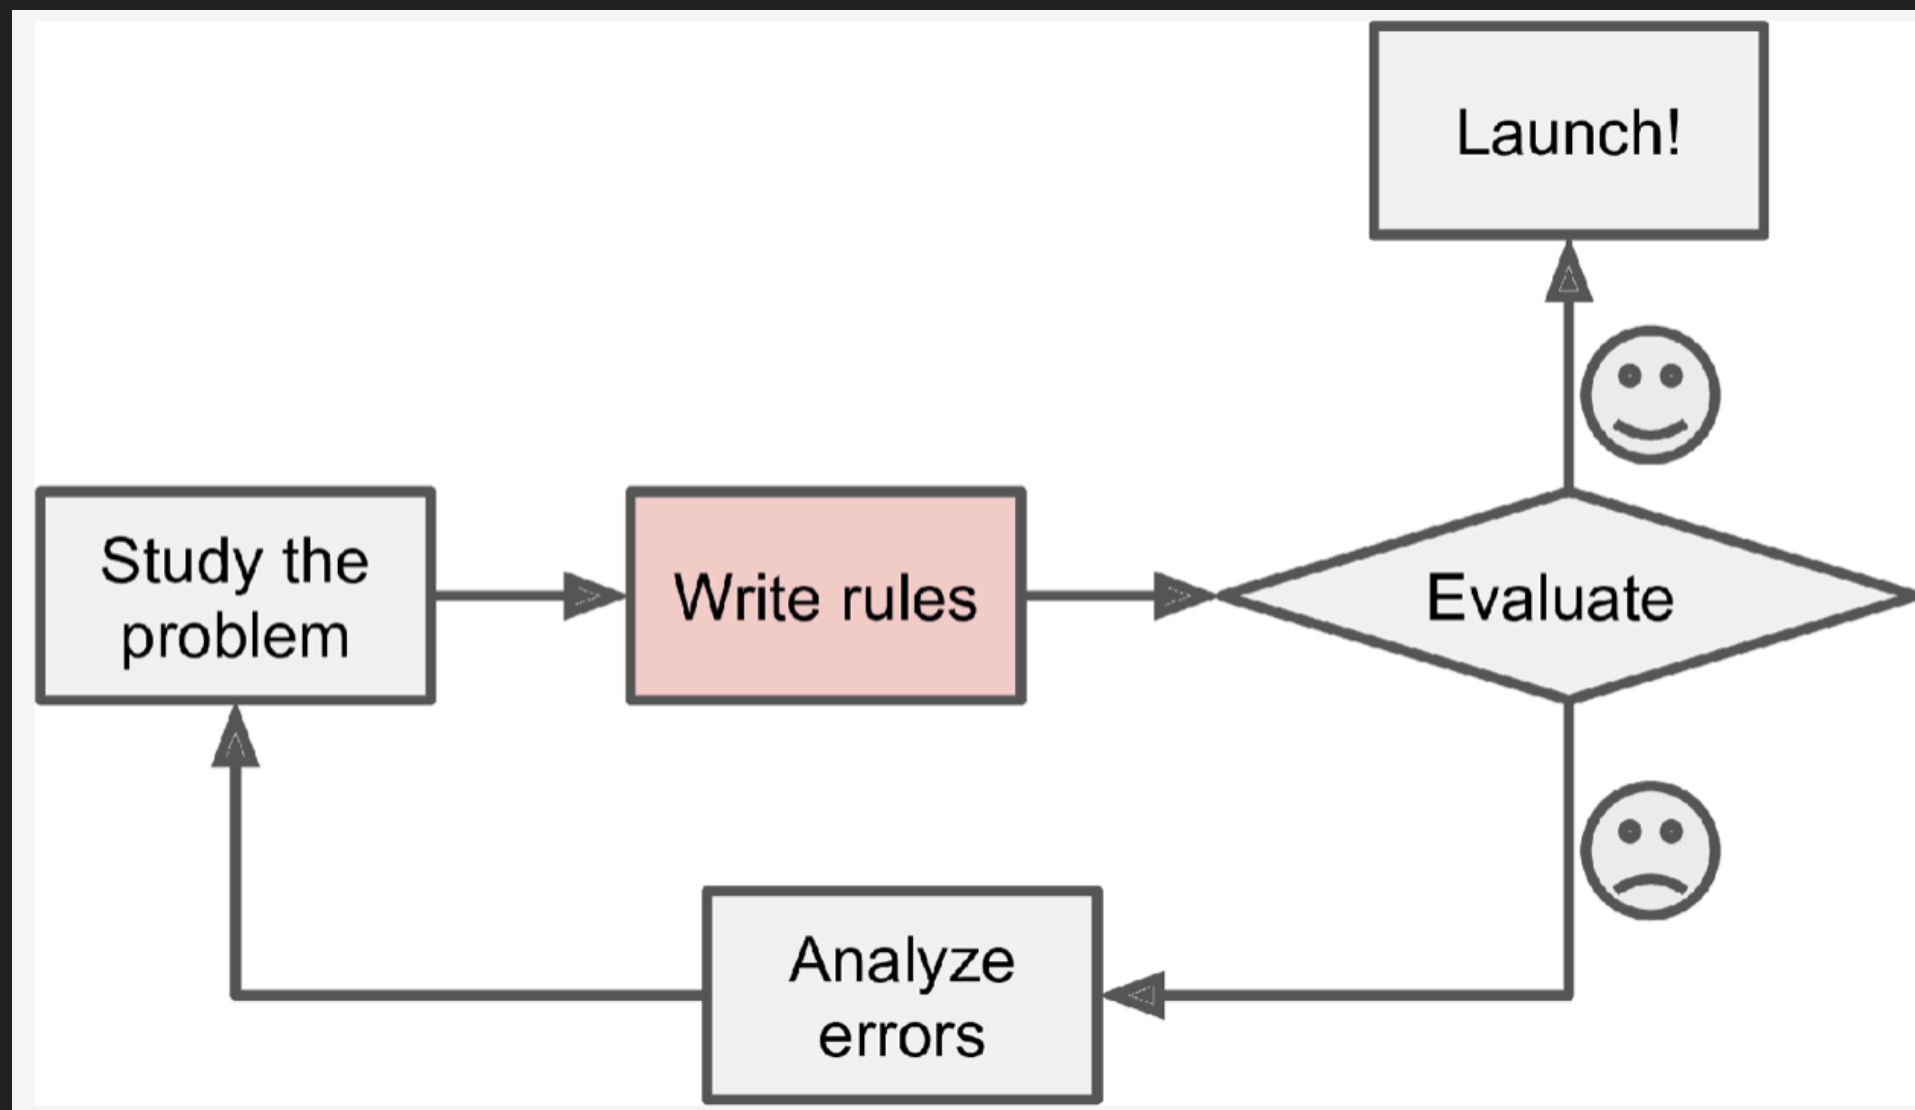 Launch!
Study the
problem
Write rules
Evaluate
Analyze
errors